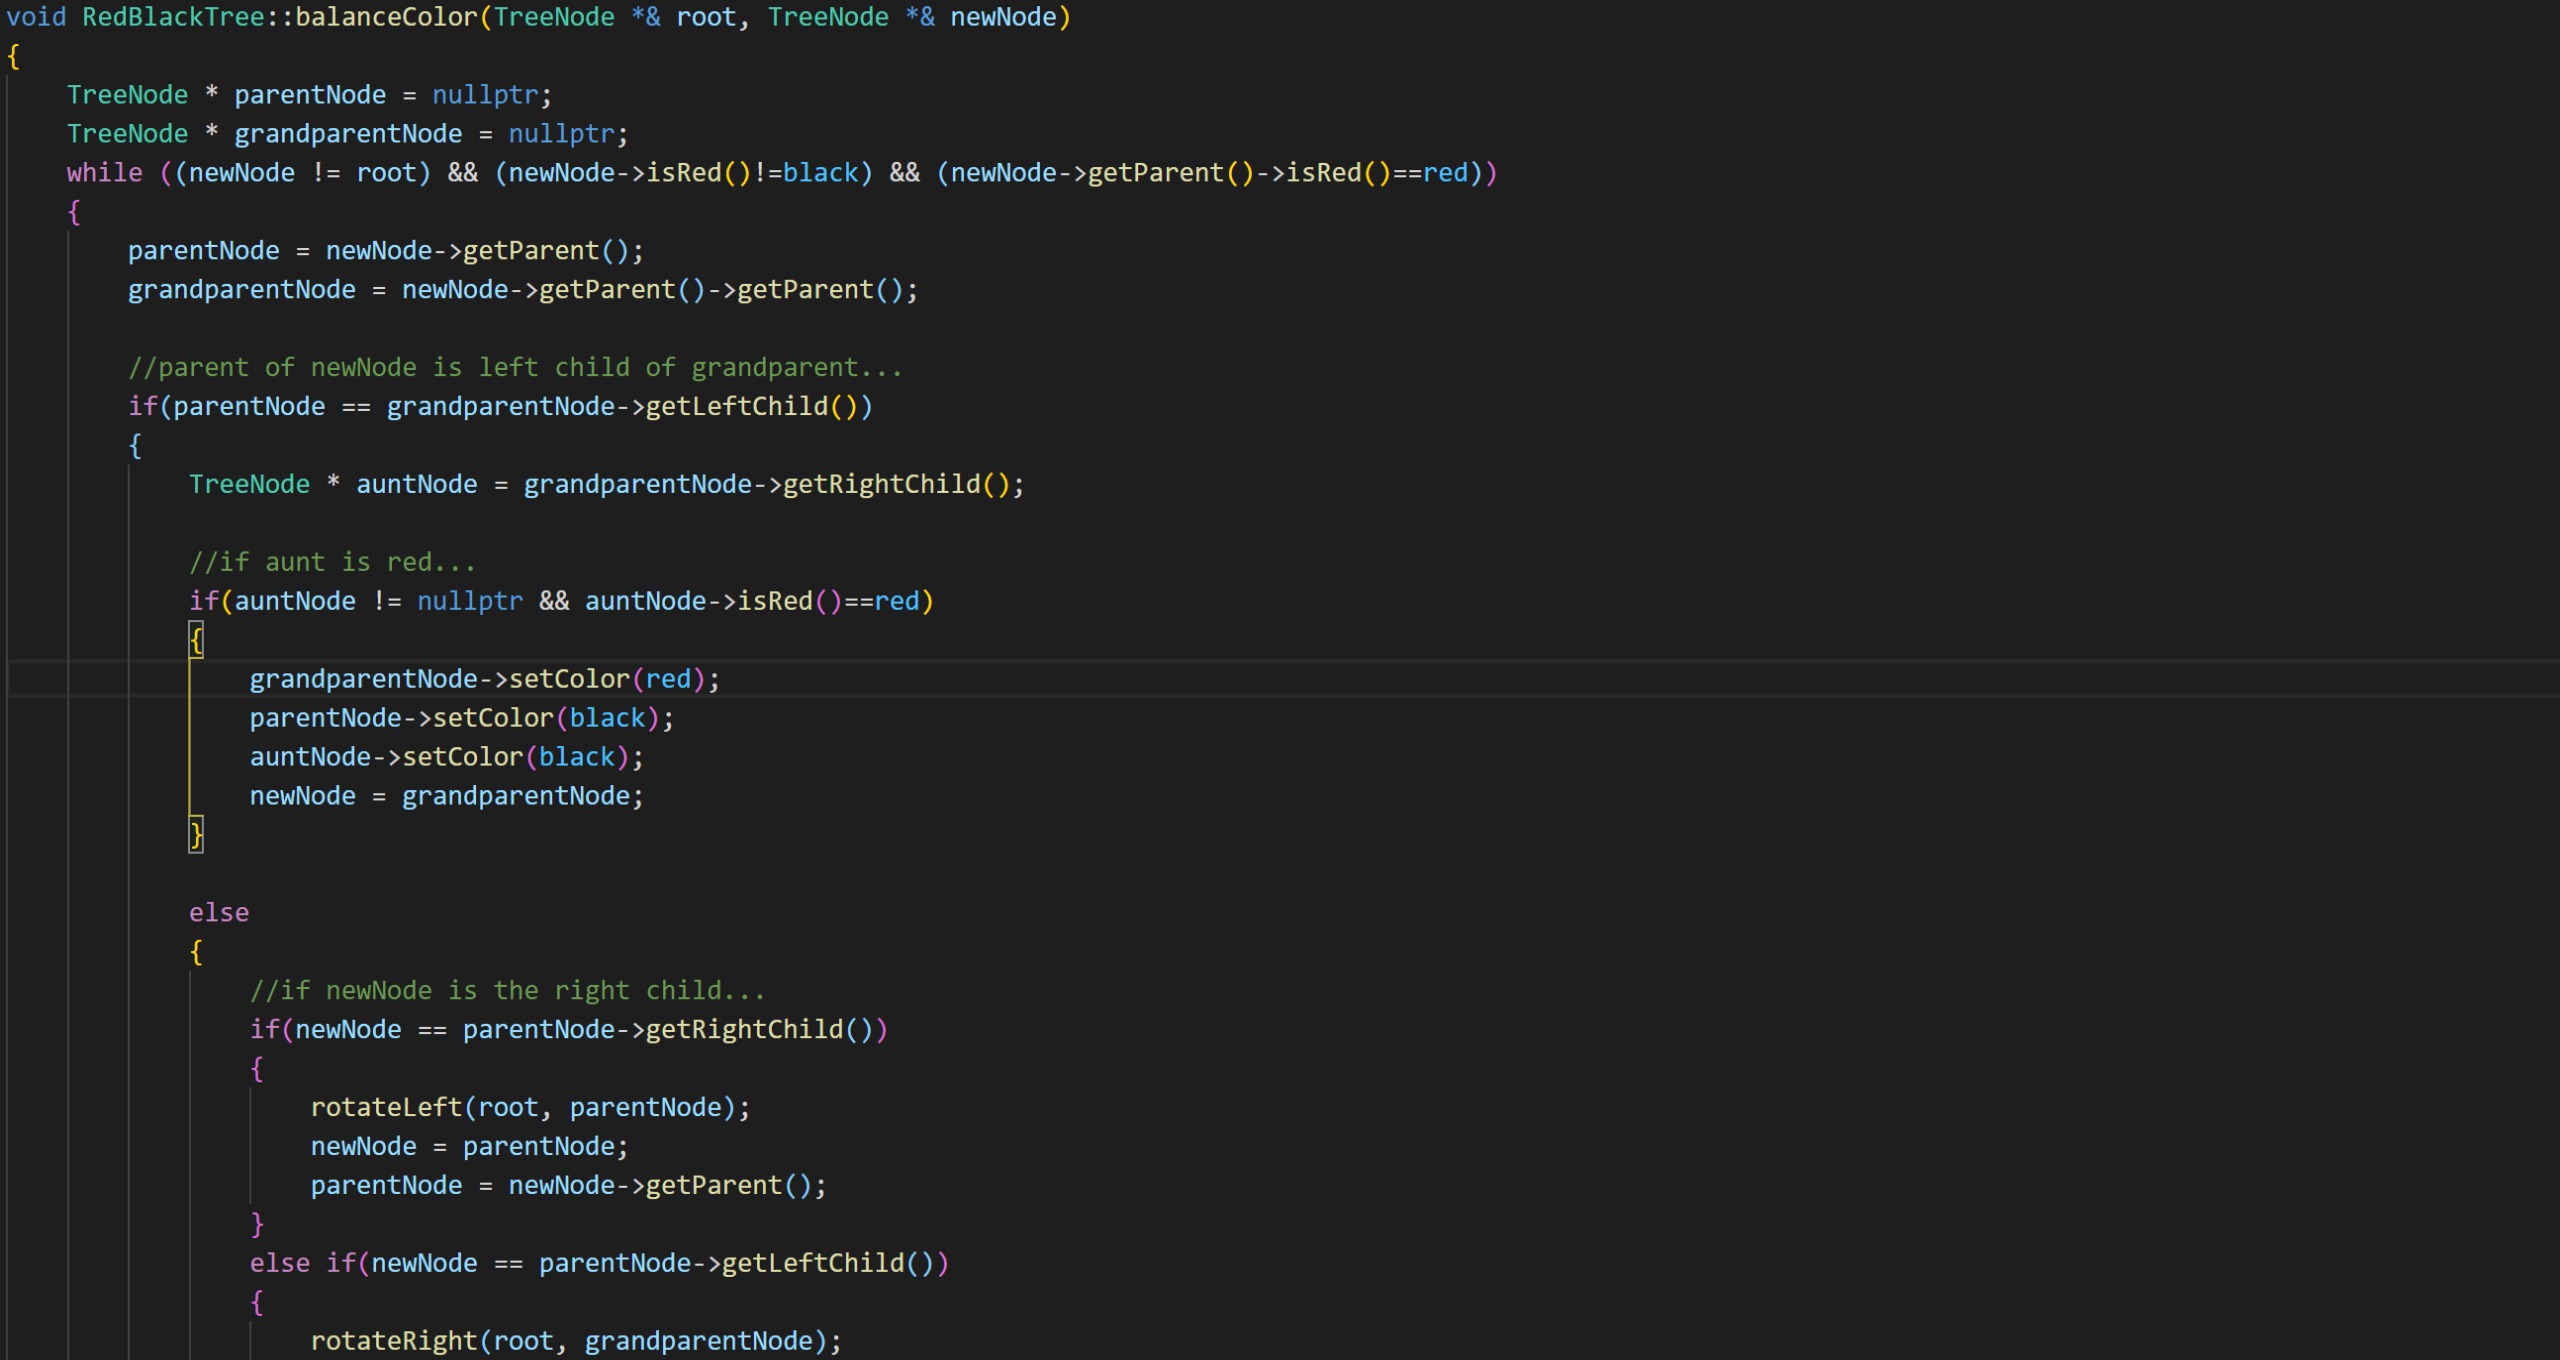 void RedBlackTree::balanceColor(TreeNode *& root, TreeNode *& newNode)
{
    TreeNode * parentNode = nullptr;
    TreeNode * grandparentNode = nullptr;
    while ((newNode != root) && (newNode->isRed()!=black) && (newNode->getParent()->isRed()==red))
    {
        parentNode = newNode->getParent();
        grandparentNode = newNode->getParent()->getParent();

        //parent of newNode is left child of grandparent...
        if(parentNode == grandparentNode->getLeftChild())
        {
            TreeNode * auntNode = grandparentNode->getRightChild();

            //if aunt is red...
            if(auntNode != nullptr && auntNode->isRed()==red)
            {
                grandparentNode->setColor(red);
                parentNode->setColor(black);
                auntNode->setColor(black);
                newNode = grandparentNode;
            }

            else
            {
                //if newNode is the right child...
                if(newNode == parentNode->getRightChild())
                {
                    rotateLeft(root, parentNode);
                    newNode = parentNode;
                    parentNode = newNode->getParent();
                }
                else if(newNode == parentNode->getLeftChild())
                {
                    rotateRight(root, grandparentNode);